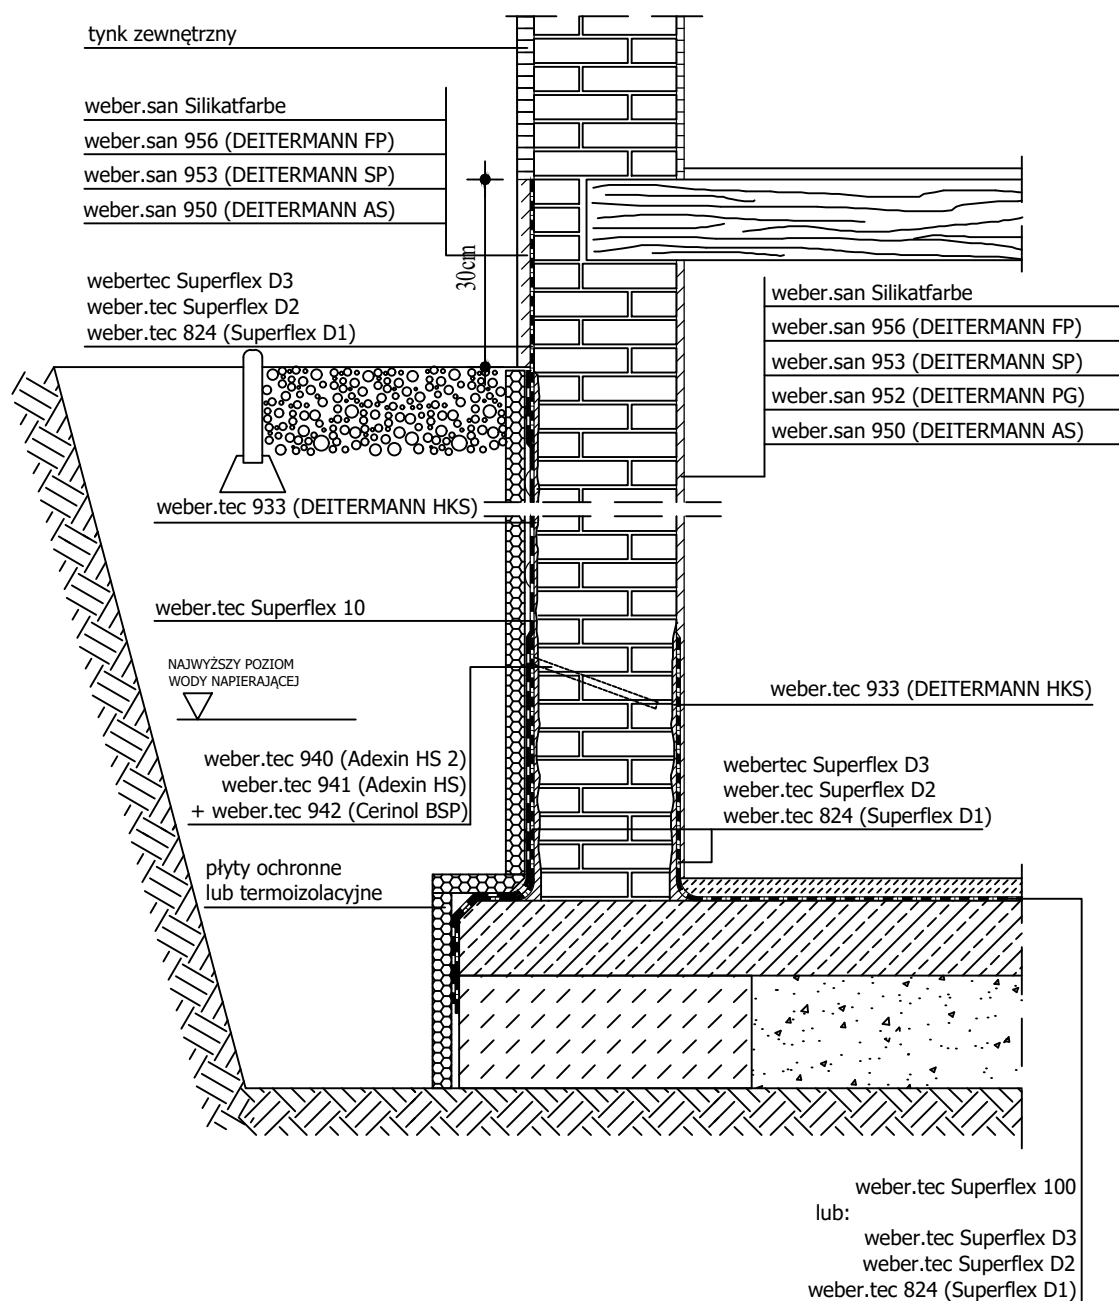 tynk zewnętrzny
weber.san Silikatfarbe
weber.san 956 (DEITERMANN FP)
weber.san 953 (DEITERMANN SP)
weber.san 950 (DEITERMANN AS)
30cm
webertec Superflex D3
weber.tec Superflex D2
weber.tec 824 (Superflex D1)
weber.san Silikatfarbe
weber.san 956 (DEITERMANN FP)
weber.san 953 (DEITERMANN SP)
weber.san 952 (DEITERMANN PG)
weber.san 950 (DEITERMANN AS)
weber.tec 933 (DEITERMANN HKS)
weber.tec Superflex 10
NAJWYŻSZY POZIOM
WODY NAPIERAJĄCEJ
weber.tec 933 (DEITERMANN HKS)
weber.tec 940 (Adexin HS 2)
weber.tec 941 (Adexin HS)
+ weber.tec 942 (Cerinol BSP)
webertec Superflex D3
weber.tec Superflex D2
weber.tec 824 (Superflex D1)
płyty ochronne
lub termoizolacyjne
weber.tec Superflex 100
lub:
weber.tec Superflex D3
weber.tec Superflex D2
weber.tec 824 (Superflex D1)